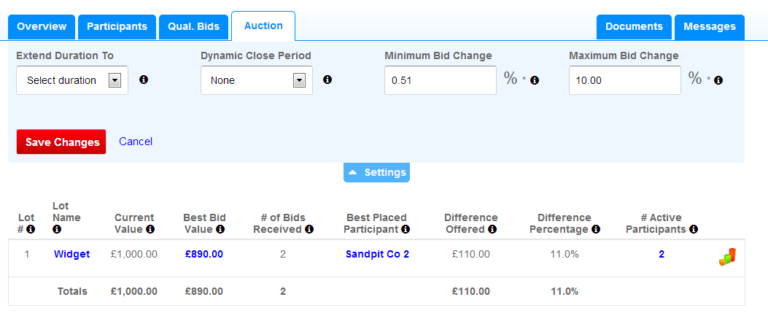 Overview Participants Qual. Bids Auction Documents Messages
Extend Duration To Dynamic Close Period Minimum Bid Change Maximum Bid Change
Select duration None 0.51 % * 10.00 % *
Save Changes Cancel
Settings
Lot # Lot Name Current Value Best Bid Value # of Bids Received Best Placed Participant Difference Offered Difference Percentage # Active Participants
1 Widget £1,000.00 £890.00 2 Sandpit Co 2 £110.00 11.0% 2
Totals £1,000.00 £890.00 2 £110.00 11.0%